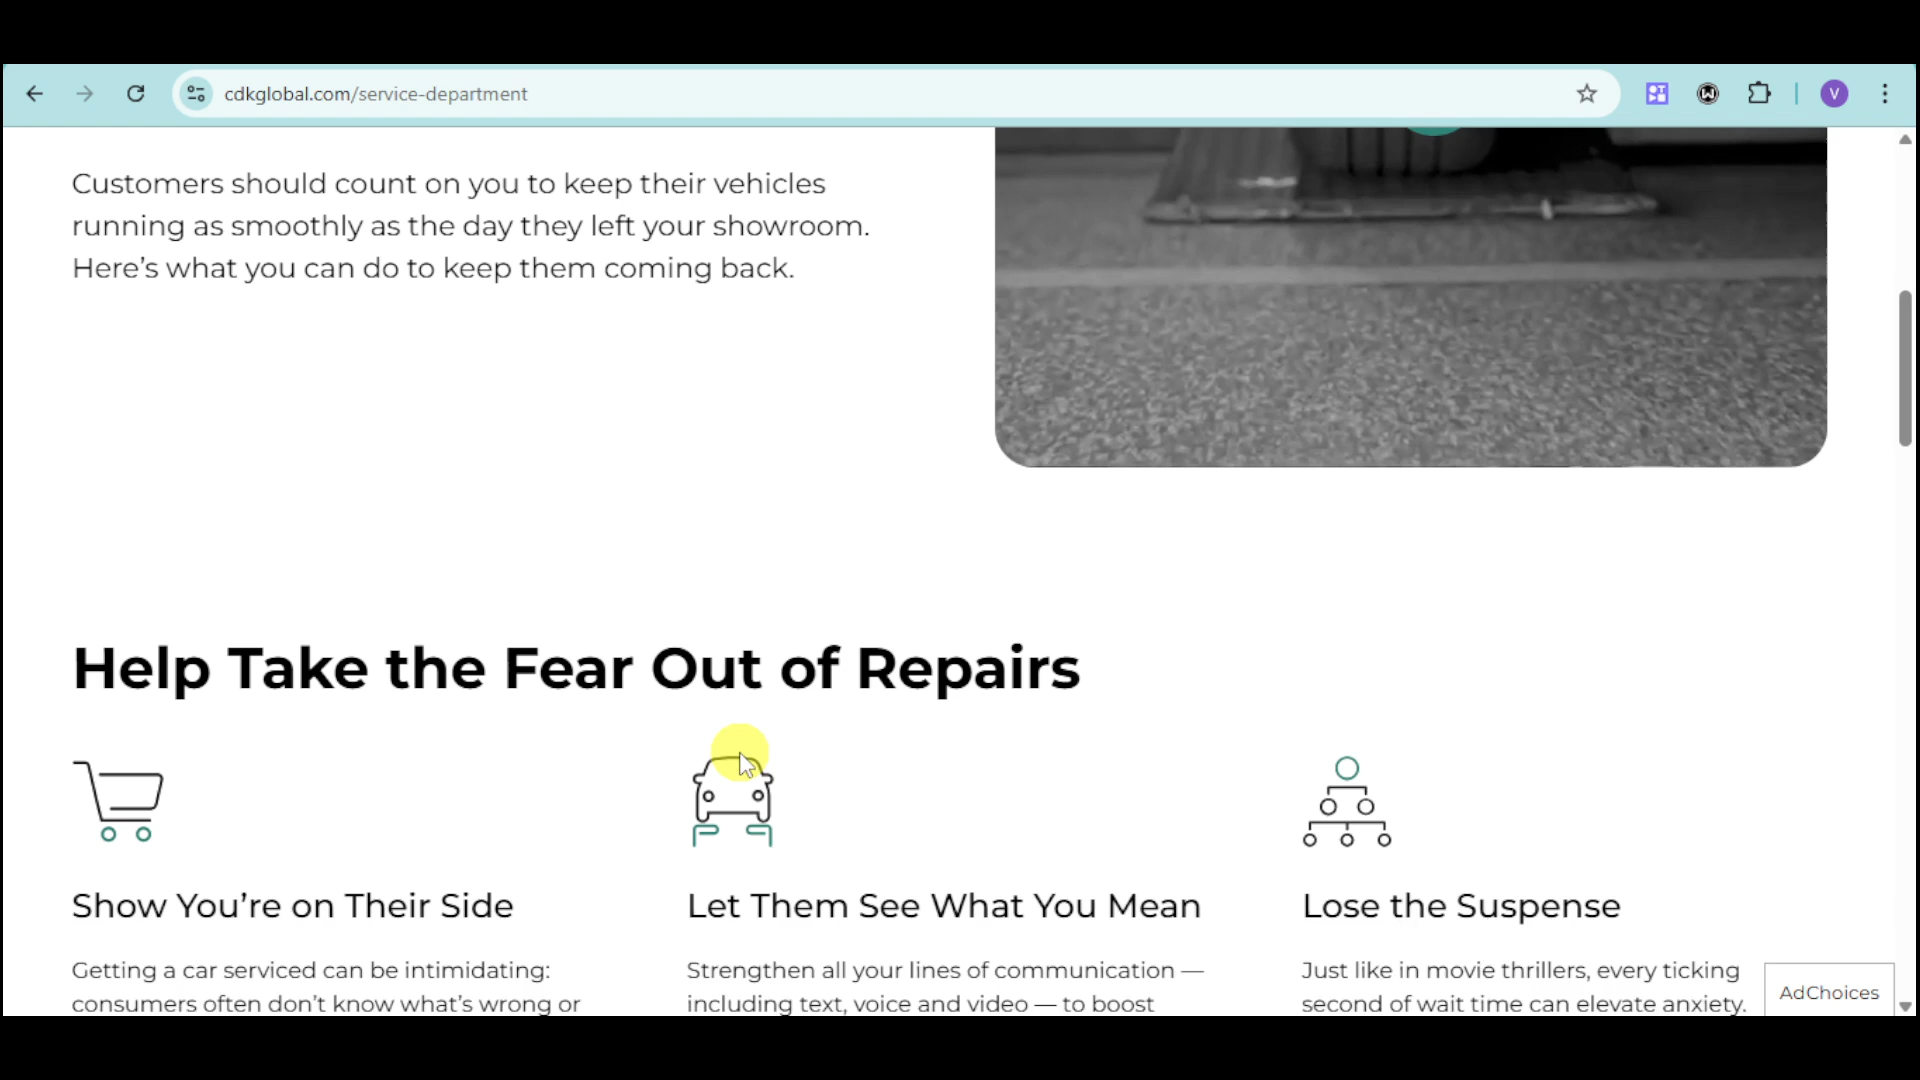 cdkglobal.com/service-department
V
Customers should count on you to keep their vehicles
running as smoothly as the day they left your showroom.
Here’s what you can do to keep them coming back.
Help Take the Fear Out of Repairs
Show You’re on Their Side
Getting a car serviced can be intimidating:
consumers often don’t know what’s wrong or
Let Them See What You Mean
Strengthen all your lines of communication —
including text, voice and video — to boost
Lose the Suspense
Just like in movie thrillers, every ticking
second of wait time can elevate anxiety.
AdChoices